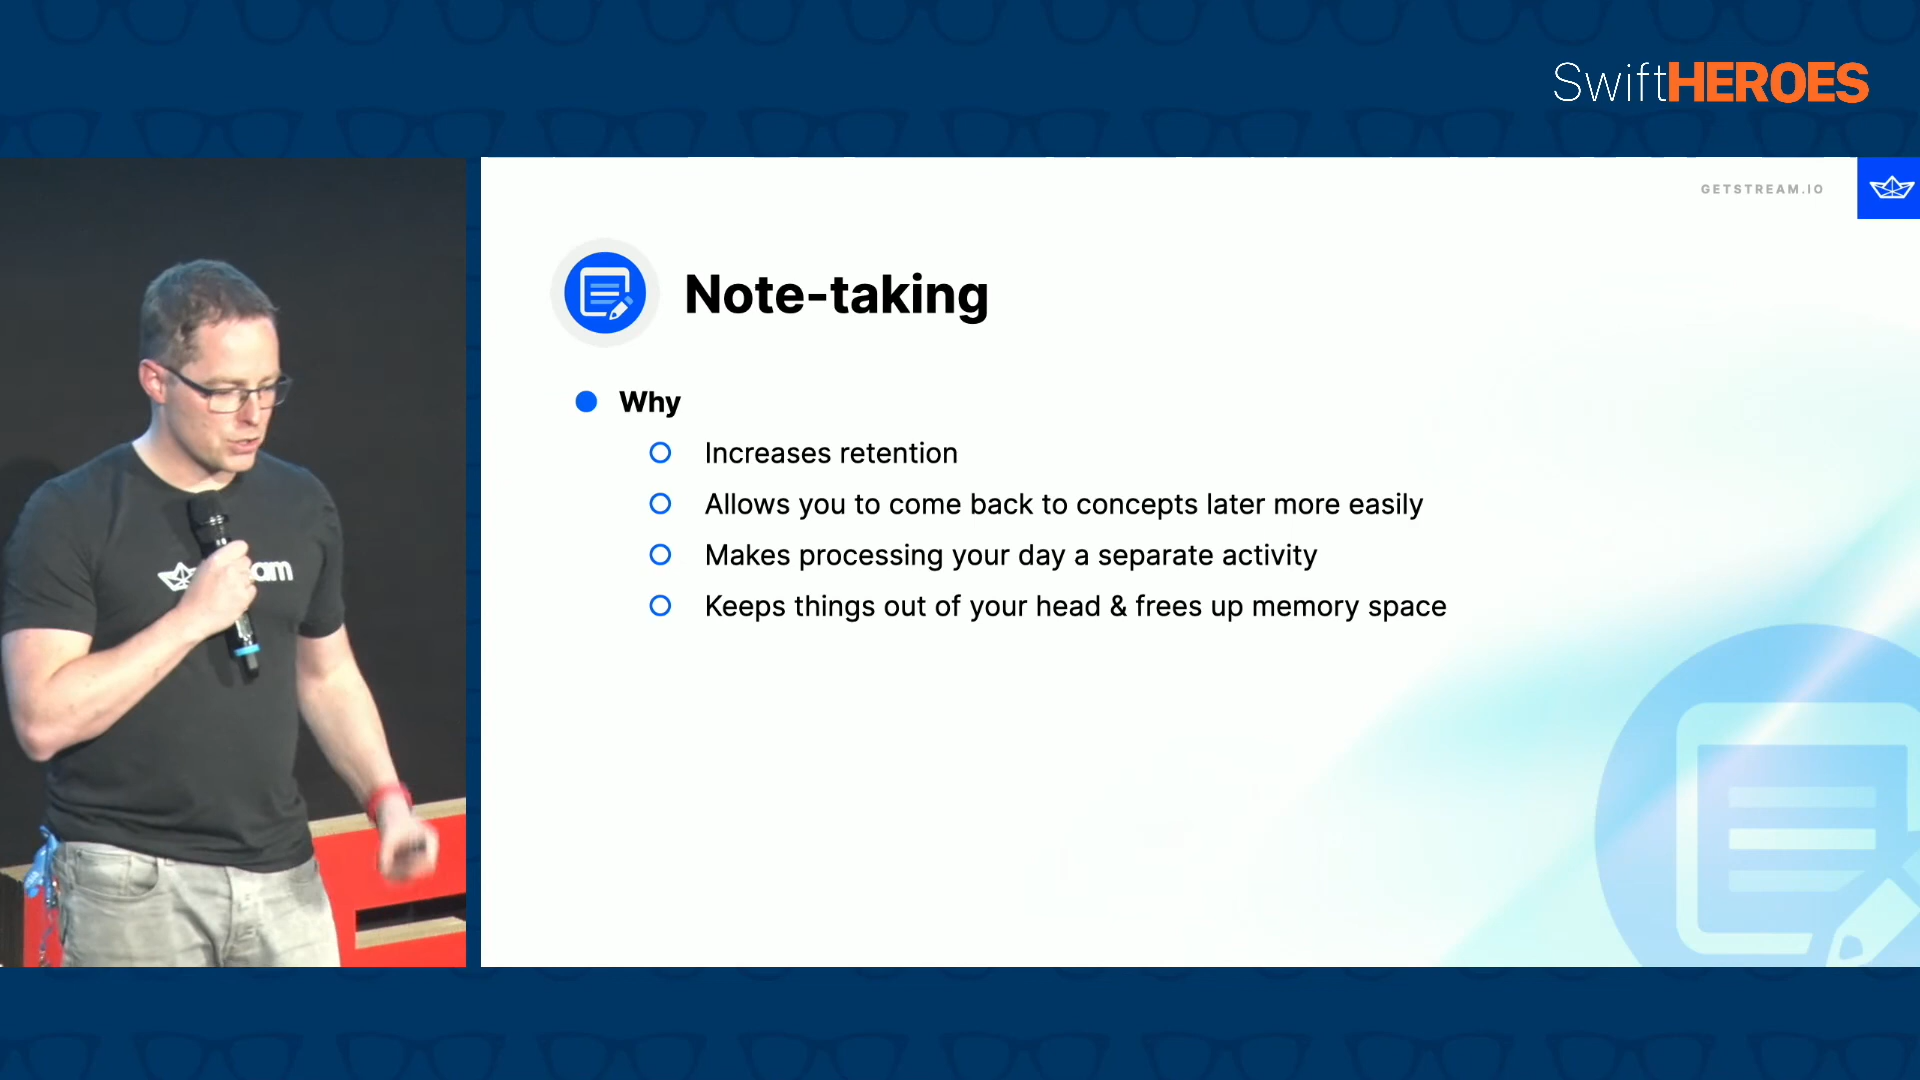 SwiftHEROES
GETSTREAM.IO
Note-taking
Why
Increases retention
Allows you to come back to concepts later more easily
Makes processing your day a separate activity
Keeps things out of your head & frees up memory space